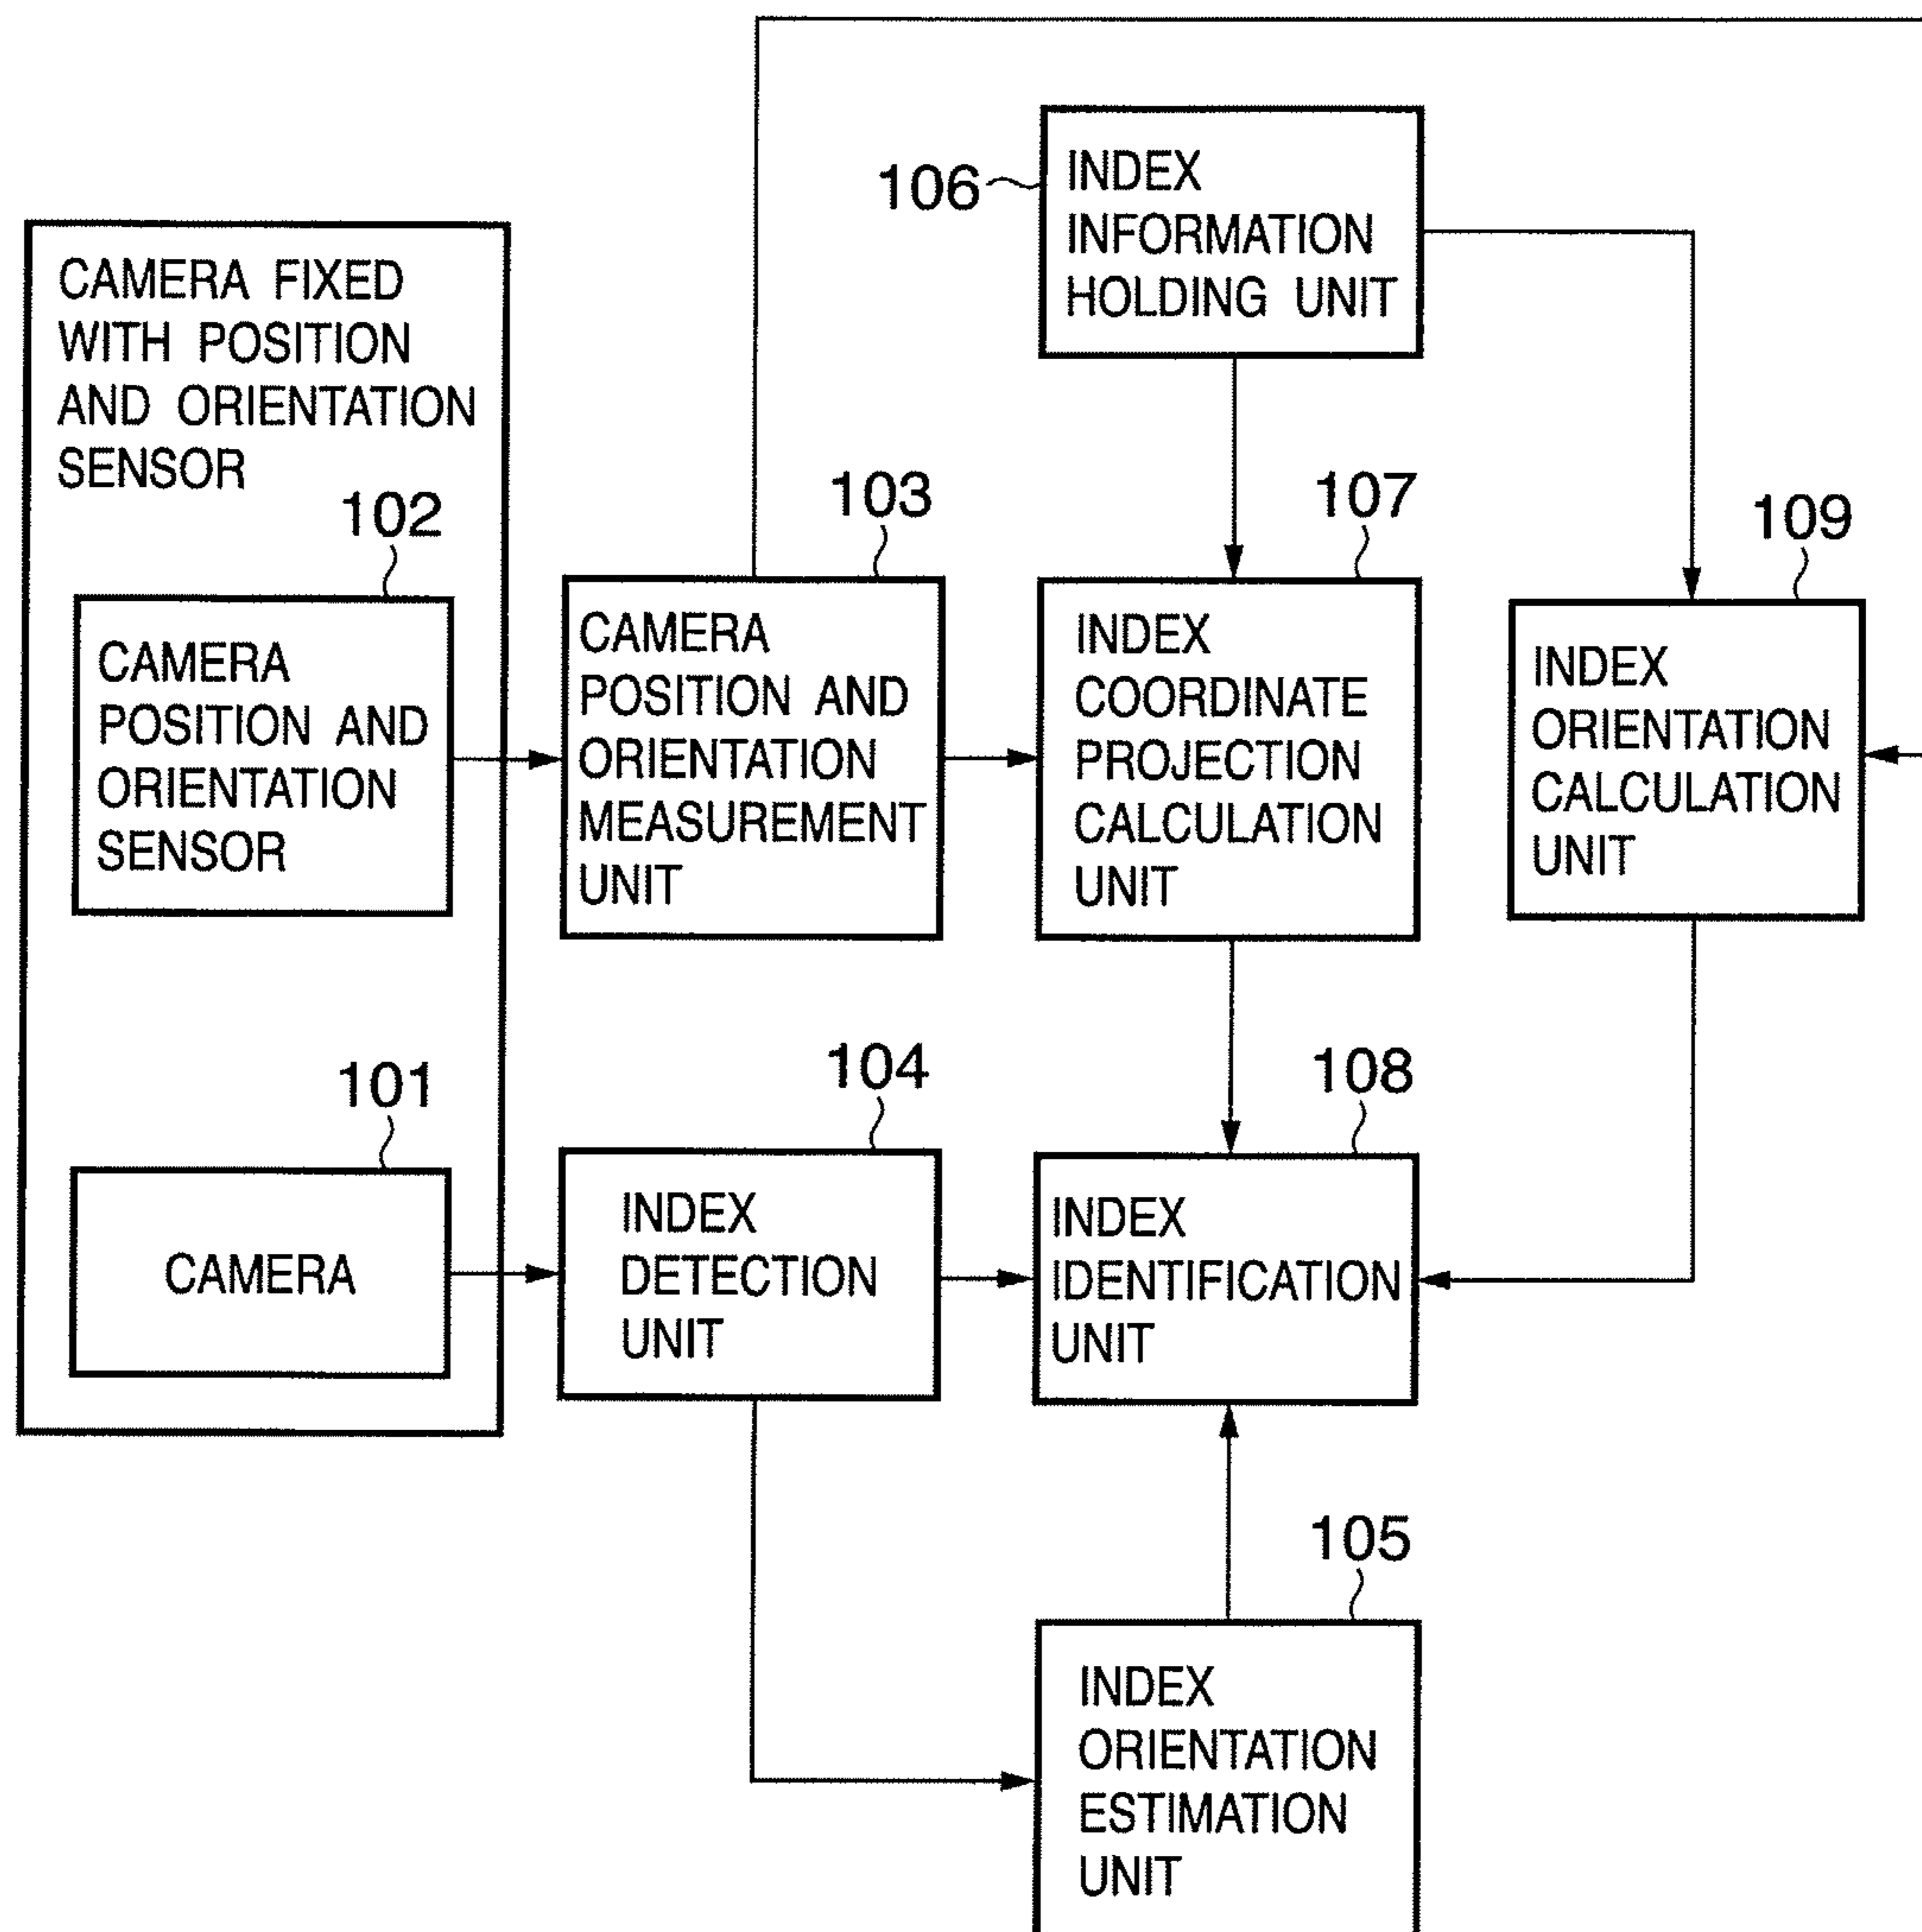 106
INDEX
INFORMATION
HOLDING UNIT
CAMERA FIXED
WITH POSITION
AND ORIENTATION
SENSOR
102
CAMERA
POSITION AND
ORIENTATION
SENSOR
103
CAMERA
POSITION AND
ORIENTATION
MEASUREMENT
UNIT
107
INDEX
COORDINATE
PROJECTION
CALCULATION
UNIT
109
INDEX
ORIENTATION
CALCULATION
UNIT
101
CAMERA
104
INDEX
DETECTION
UNIT
108
INDEX
IDENTIFICATION
UNIT
105
INDEX
ORIENTATION
ESTIMATION
UNIT